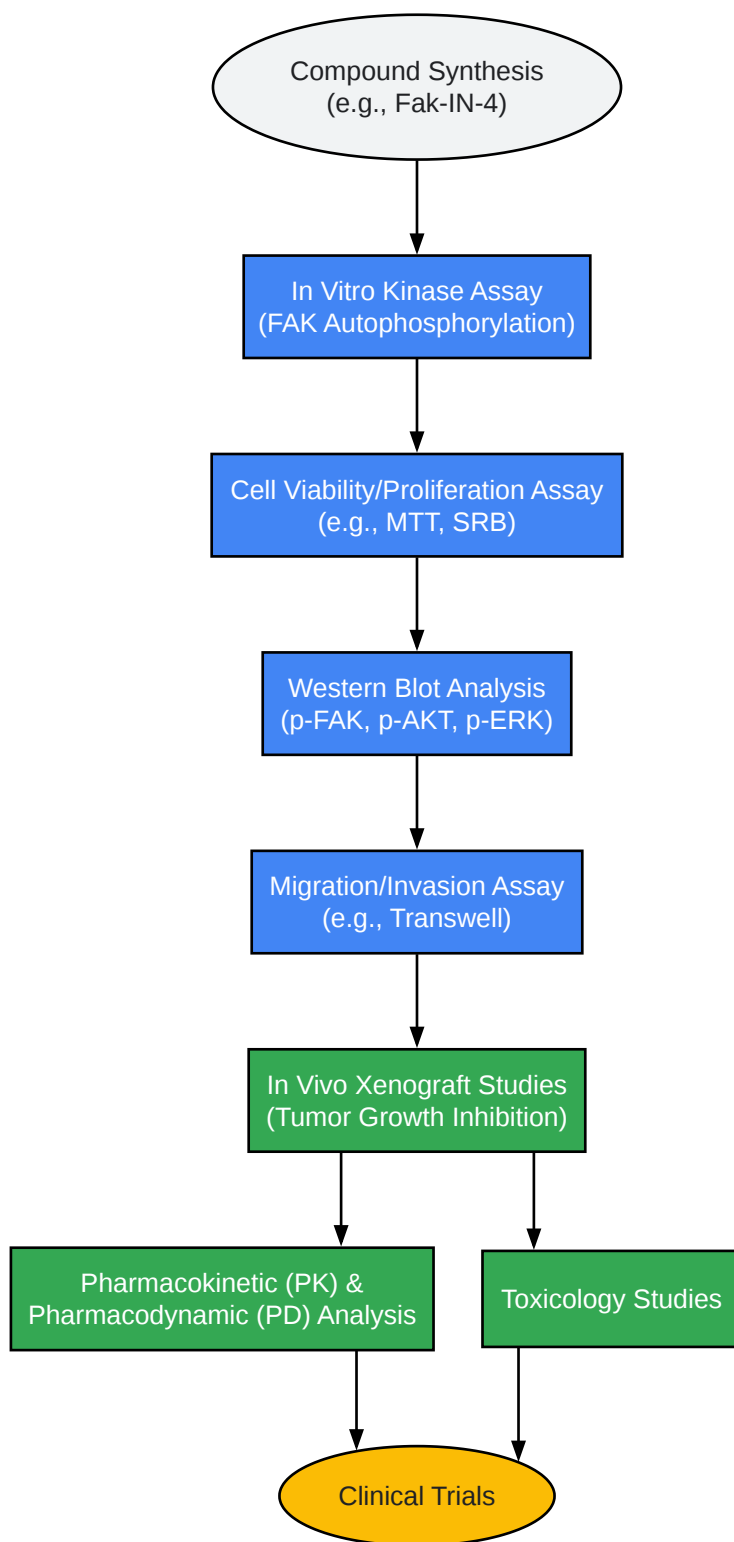 Compound Synthesis
(e.g., Fak-IN-4)
In Vitro Kinase Assay
(FAK Autophosphorylation)
Cell Viability/Proliferation Assay
(e.g., MTT, SRB)
Western Blot Analysis
(p-FAK, p-AKT, p-ERK)
Migration/Invasion Assay
(e.g., Transwell)
In Vivo Xenograft Studies
(Tumor Growth Inhibition)
Pharmacokinetic (PK) &
Pharmacodynamic (PD) Analysis
Toxicology Studies
Clinical Trials